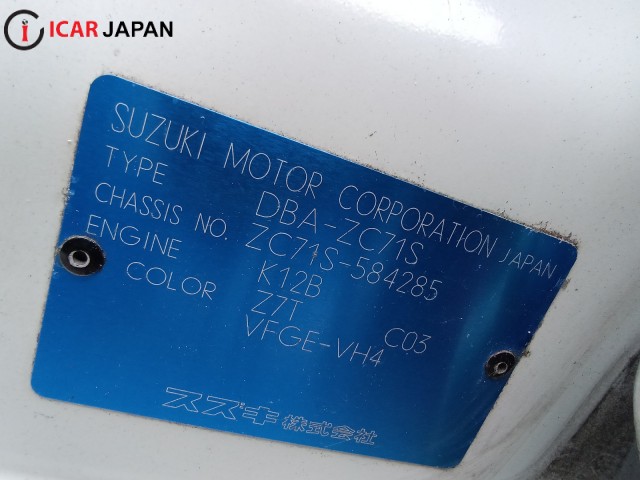 ICAR JAPAN
SUZUKI MOTOR CORPORATION JAPAN
TYPE DBA-ZC71S
CHASSIS NO. ZC71S-584285
ENGINE K12B
COLOR Z7T C03
VFGE-VH4
スズキ株式会社